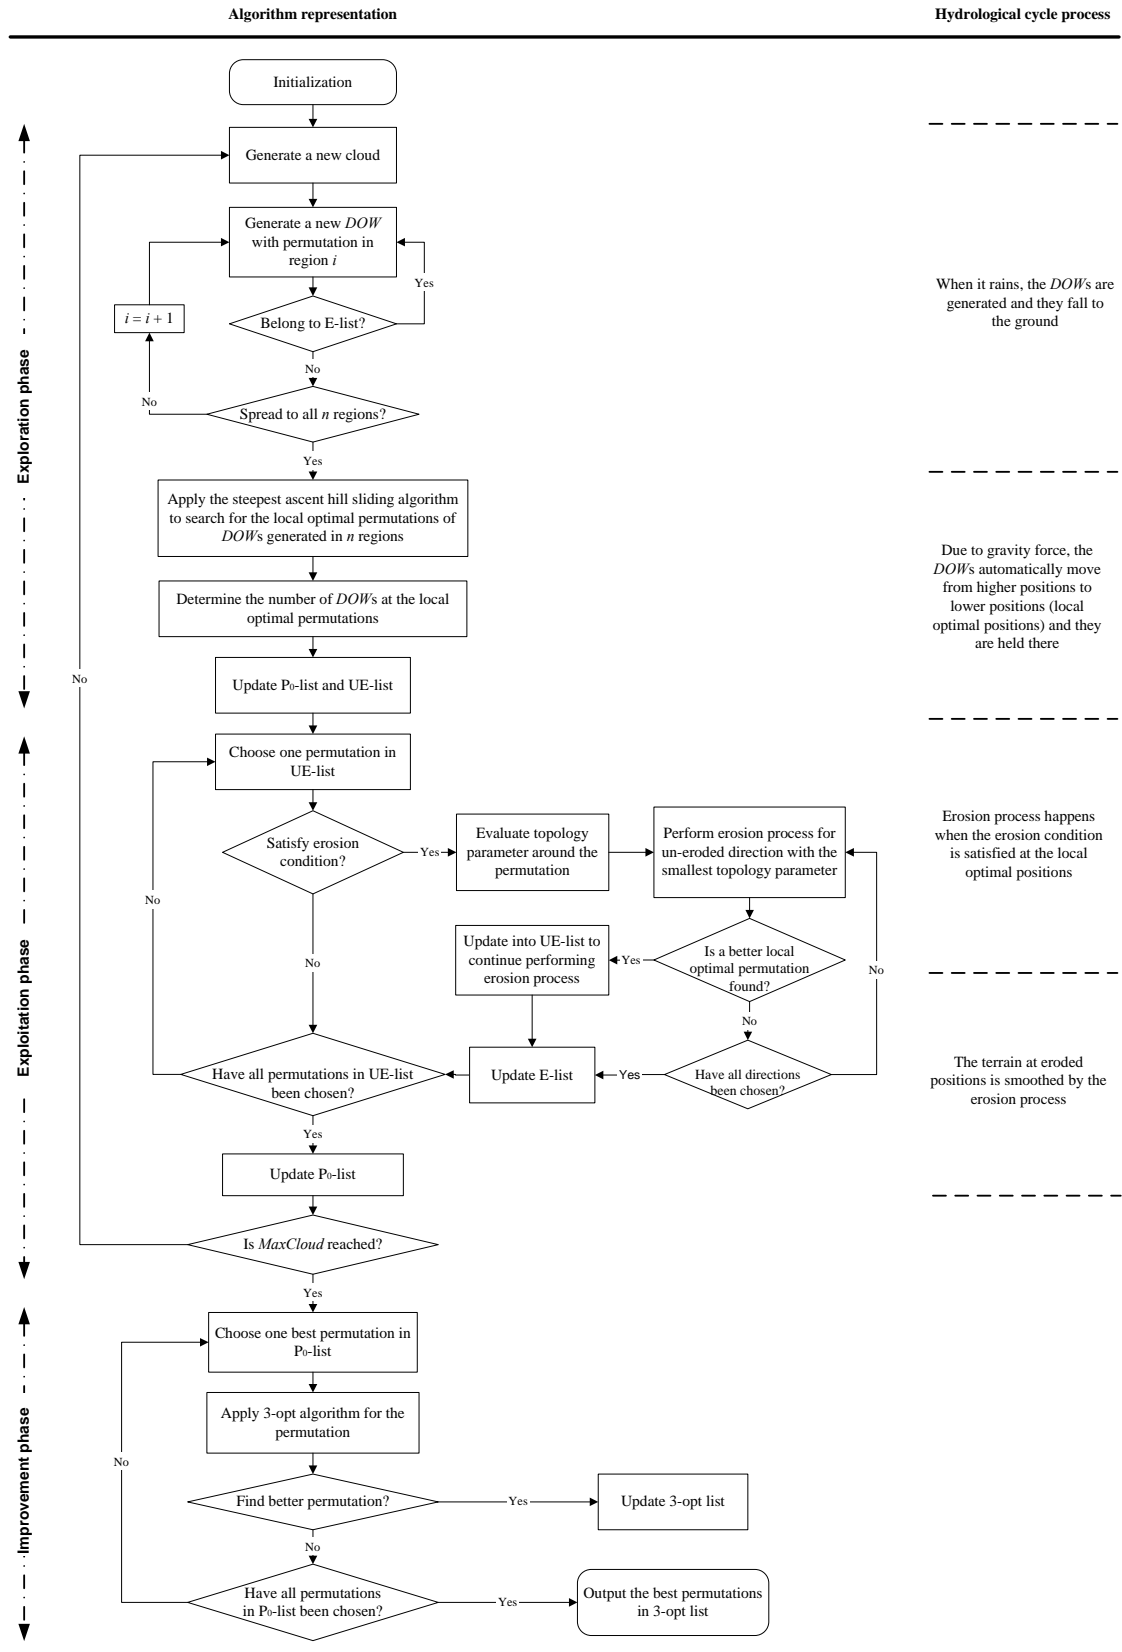 Algorithm representation
Hydrological cycle process
Initialization
Generate a new cloud
Generate a new DOW
with permutation in
region i
Yes
i = i + 1
Belong to E-list?
No
No
Spread to all n regions?
Yes
When it rains, the DOWs are
generated and they fall to
the ground
Exploration phase
Apply the steepest ascent hill sliding algorithm
to search for the local optimal permutations of
DOWs generated in n regions
Determine the number of DOWs at the local
optimal permutations
Update P0-list and UE-list
No
Due to gravity force, the
DOWs automatically move
from higher positions to
lower positions (local
optimal positions) and they
are held there
Choose one permutation in
UE-list
Satisfy erosion
condition?
Yes
Evaluate topology
parameter around the
permutation
Perform erosion process for
un-eroded direction with the
smallest topology parameter
Erosion process happens
when the erosion condition
is satisfied at the local
optimal positions
No
No
Update into UE-list to
continue performing
erosion process
Yes
Is a better local
optimal permutation
found?
No
No
Exploitation phase
Have all permutations in UE-list
been chosen?
Update E-list
Yes
Have all directions
been chosen?
The terrain at eroded
positions is smoothed by the
erosion process
Yes
Update P0-list
Is MaxCloud reached?
Yes
Choose one best permutation in
P0-list
Apply 3-opt algorithm for the
permutation
No
Improvement phase
Find better permutation?
Yes
Update 3-opt list
No
Have all permutations
in P0-list been chosen?
Yes
Output the best permutations
in 3-opt list